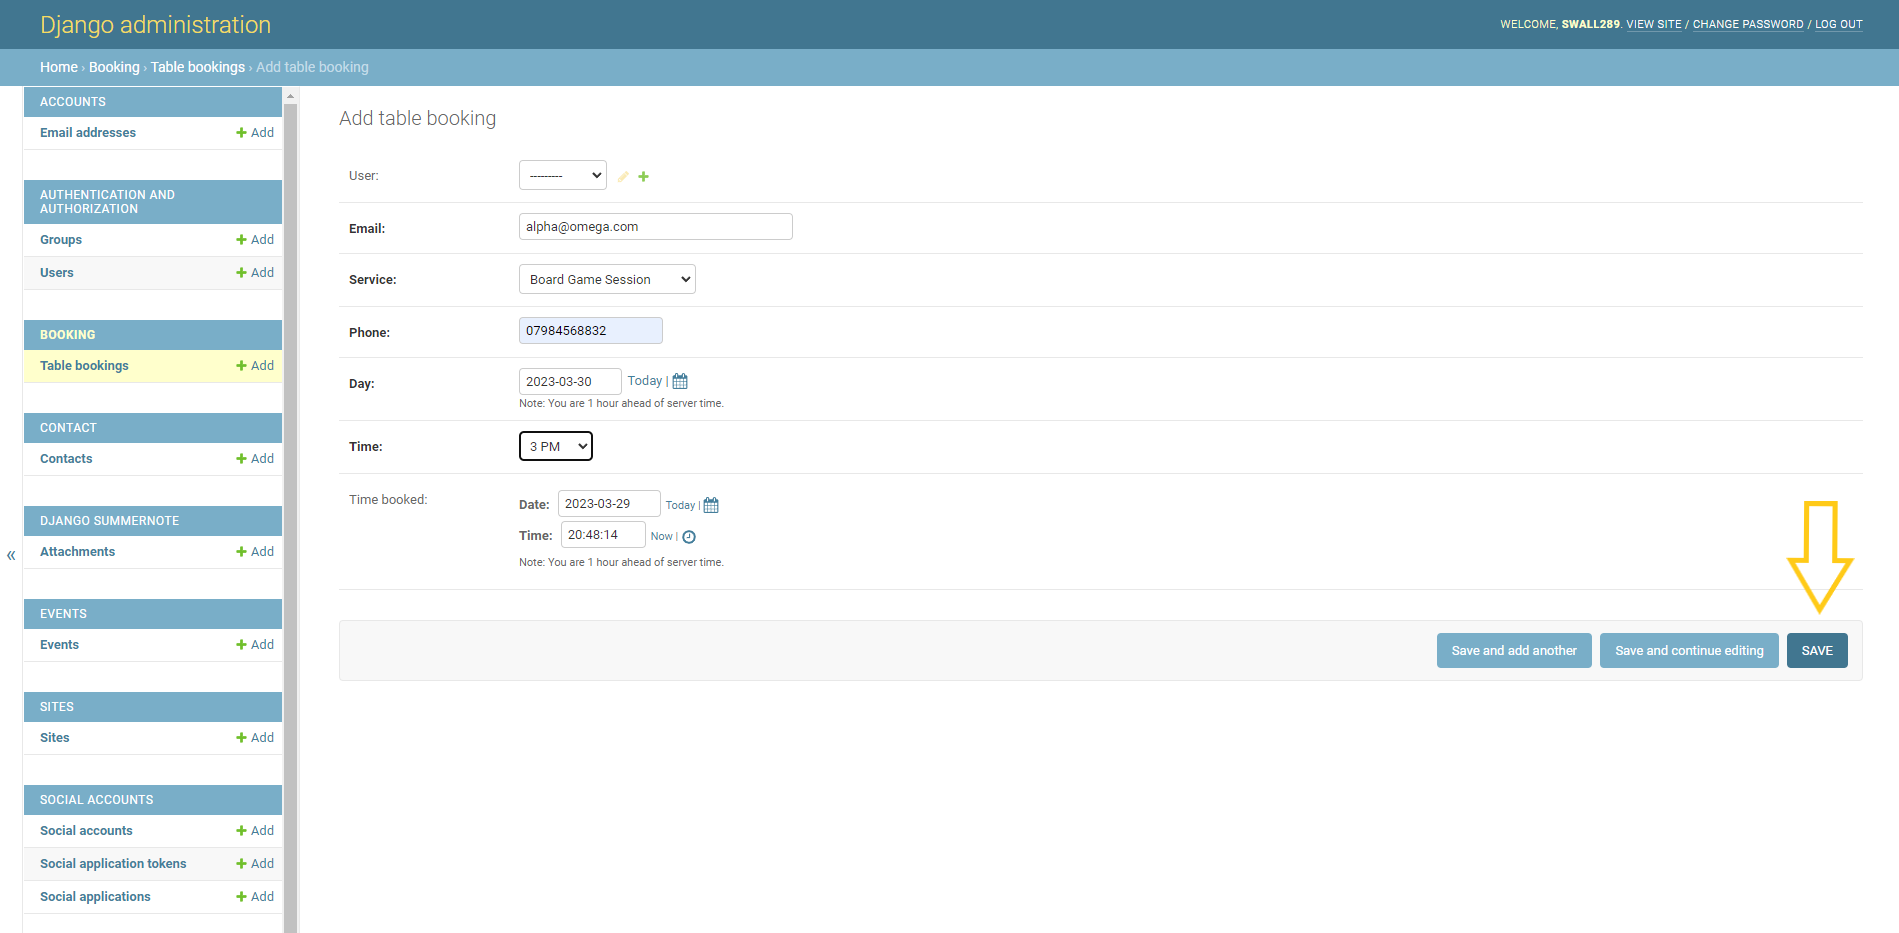 Django administration
WELCOME, SWALL289. VIEW SITE / CHANGE PASSWORD / LOG OUT
Home › Booking › Table bookings › Add table booking
ACCOUNTS
Email addresses + Add
AUTHENTICATION AND
AUTHORIZATION
Groups + Add
Users + Add
BOOKING
Table bookings + Add
CONTACT
Contacts + Add
DJANGO SUMMERNOTE
Attachments + Add
«
EVENTS
Events + Add
SITES
Sites + Add
SOCIAL ACCOUNTS
Social accounts + Add
Social application tokens + Add
Social applications + Add
Add table booking
User: ---------
Email: alpha@omega.com
Service: Board Game Session
Phone: 07984568832
Day: 2023-03-30 Today |
Note: You are 1 hour ahead of server time.
Time: 3 PM
Time booked:
Date: 2023-03-29 Today |
Time: 20:48:14 Now |
Note: You are 1 hour ahead of server time.
Save and add another Save and continue editing SAVE